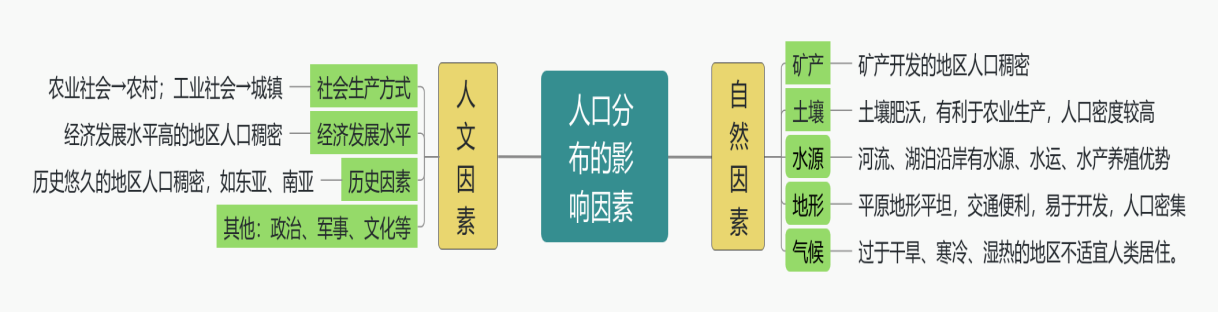 人口分
布的影
响因素
人
文
因
素
社会生产方式
农业社会→农村；工业社会→城镇
经济发展水平
经济发展水平高的地区人口稠密
历史因素
历史悠久的地区人口稠密，如东亚、南亚
其他：政治、军事、文化等
自
然
因
素
矿产
矿产开发的地区人口稠密
土壤
土壤肥沃，有利于农业生产，人口密度较高
水源
河流、湖泊沿岸有水源、水运、水产养殖优势
地形
平原地形平坦，交通便利，易于开发，人口密集
气候
过于干旱、寒冷、湿热的地区不适宜人类居住。